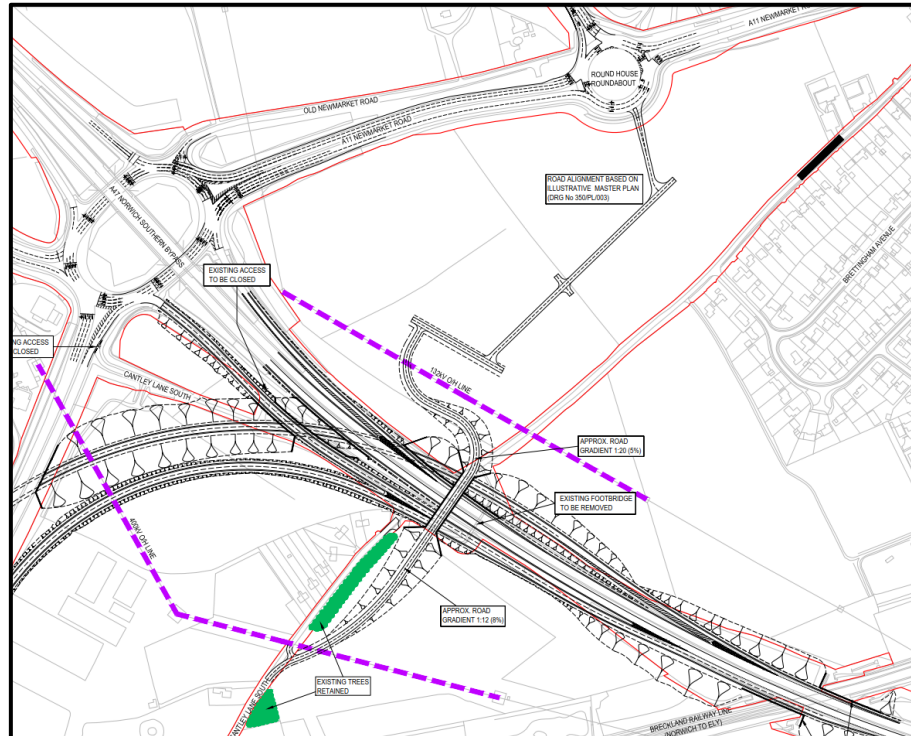 A11 NEWMARKET ROAD
ROUND HOUSE
ROUNDABOUT
OLD NEWMARKET ROAD
A11 NEWMARKET ROAD
ROAD ALIGNMENT BASED ON
ILLUSTRATIVE MASTER PLAN
(DRG No 350/PL/003)
BRETTINGHAM AVENUE
A47 NORWICH SOUTHERN BYPASS
EXISTING ACCESS
TO BE CLOSED
NG ACCESS
CLOSED
CANTLEY LANE SOUTH
132kV O/H LINE
APPROX. ROAD
GRADIENT 1:20 (5%)
EXISTING FOOTBRIDGE
TO BE REMOVED
400kV O/H LINE
APPROX. ROAD
GRADIENT 1:12 (8%)
EXISTING TREES
RETAINED
CANTLEY LANE SOUTH
BRECKLAND RAILWAY LINE
(NORWICH TO ELY)